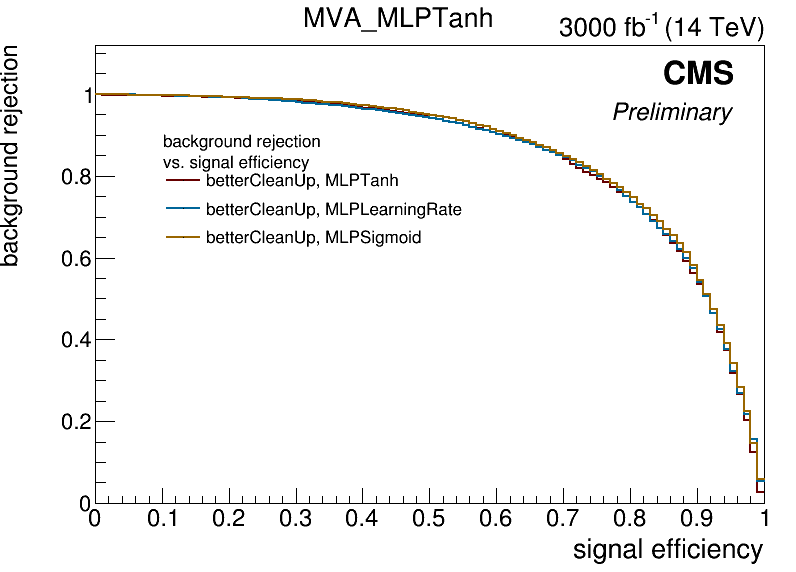 MVA_MLPTanh
3000 fb-1 (14 TeV)
CMS
Preliminary
background rejection
background rejection
vs. signal efficiency
betterCleanUp, MLPTanh
betterCleanUp, MLPLearningRate
betterCleanUp, MLPSigmoid
1
0.8
0.6
0.4
0.2
0
0 0.1 0.2 0.3 0.4 0.5 0.6 0.7 0.8 0.9 1
signal efficiency